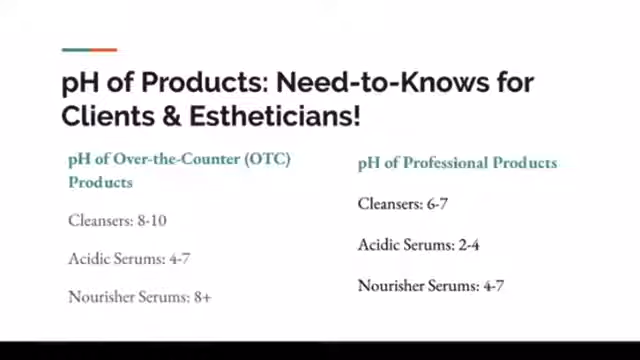 pH of Products: Need-to-Knows for
Clients & Estheticians!
pH of Over-the-Counter (OTC)
Products
Cleansers: 8-10
Acidic Serums: 4-7
Nourisher Serums: 8+
pH of Professional Products
Cleansers: 6-7
Acidic Serums: 2-4
Nourisher Serums: 4-7